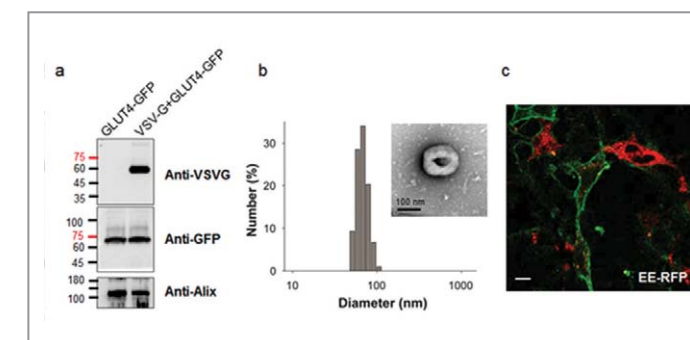 a
GLUT4-GFP
VSV-G+GLUT4-GFP
75
60
45
35
Anti-VSVG
100
75
60
45
Anti-GFP
180
100
Anti-Alix
b
Number (%)
30
20
10
0
10
100
1000
Diameter (nm)
100 nm
c
EE-RFP